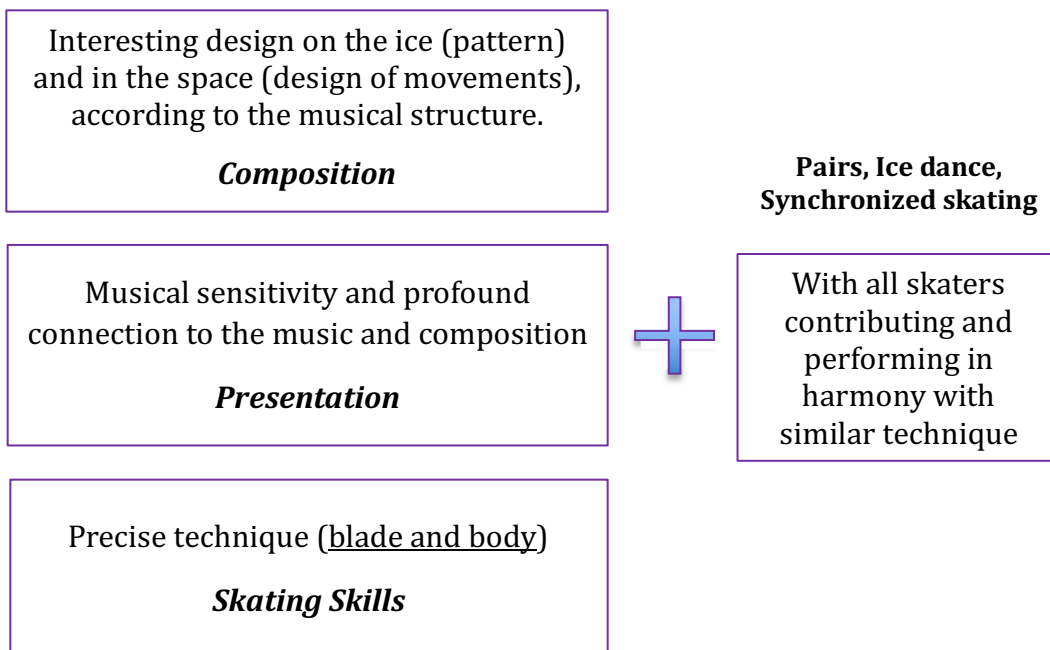 Interesting design on the ice (pattern)
and in the space (design of movements),
according to the musical structure.
Composition
Musical sensitivity and profound
connection to the music and composition
Presentation
Precise technique (blade and body)
Skating Skills
Pairs, Ice dance,
Synchronized skating
With all skaters
contributing and
performing in
harmony with
similar technique